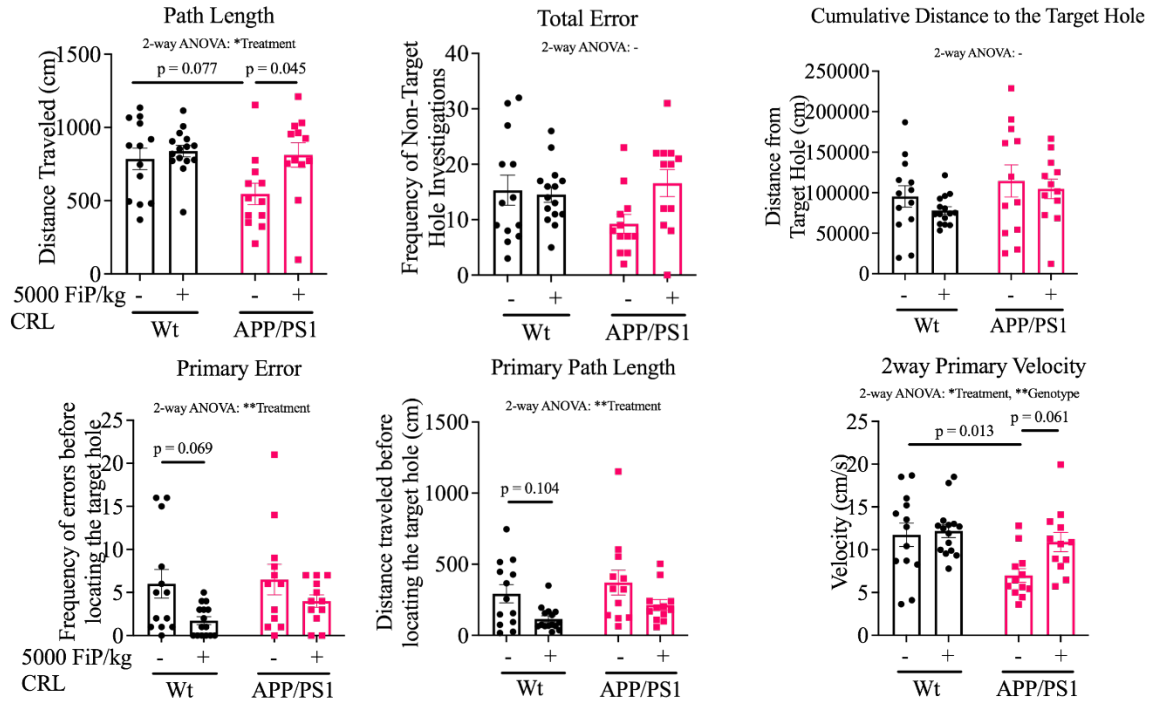 Path Length
2-way ANOVA: *Treatment
p = 0.077
p = 0.045
Distance Traveled (cm)
1500
1000
500
0
5000 FiP/kg
CRL
- + - +
Wt
APP/PS1
Total Error
2-way ANOVA: -
Frequency of Non-Target
Hole Investigations
40
30
20
10
0
- + - +
Wt
APP/PS1
Cumulative Distance to the Target Hole
2-way ANOVA: -
Distance from
Target Hole (cm)
250000
200000
150000
100000
50000
0
- + - +
Wt
APP/PS1
Primary Error
2-way ANOVA: **Treatment
p = 0.069
Frequency of errors before
locating the target hole
25
20
15
10
5
0
5000 FiP/kg
CRL
- + - +
Wt
APP/PS1
Primary Path Length
2-way ANOVA: **Treatment
p = 0.104
Distance traveled before
locating the target hole (cm)
1500
1000
500
0
- + - +
Wt
APP/PS1
2way Primary Velocity
2-way ANOVA: *Treatment, **Genotype
p = 0.013
p = 0.061
Velocity (cm/s)
25
20
15
10
5
0
- + - +
Wt
APP/PS1